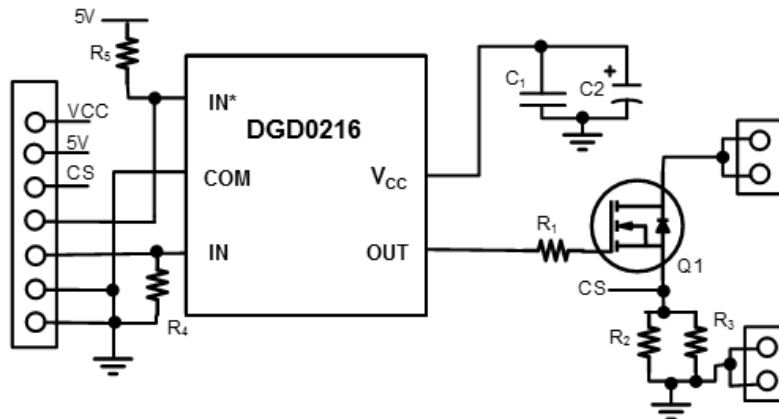 5V
R5
VCC
5V
CS
IN*
DGD0216
COM
VCC
IN
OUT
R4
C1
C2
+
R1
Q1
CS
R2
R3